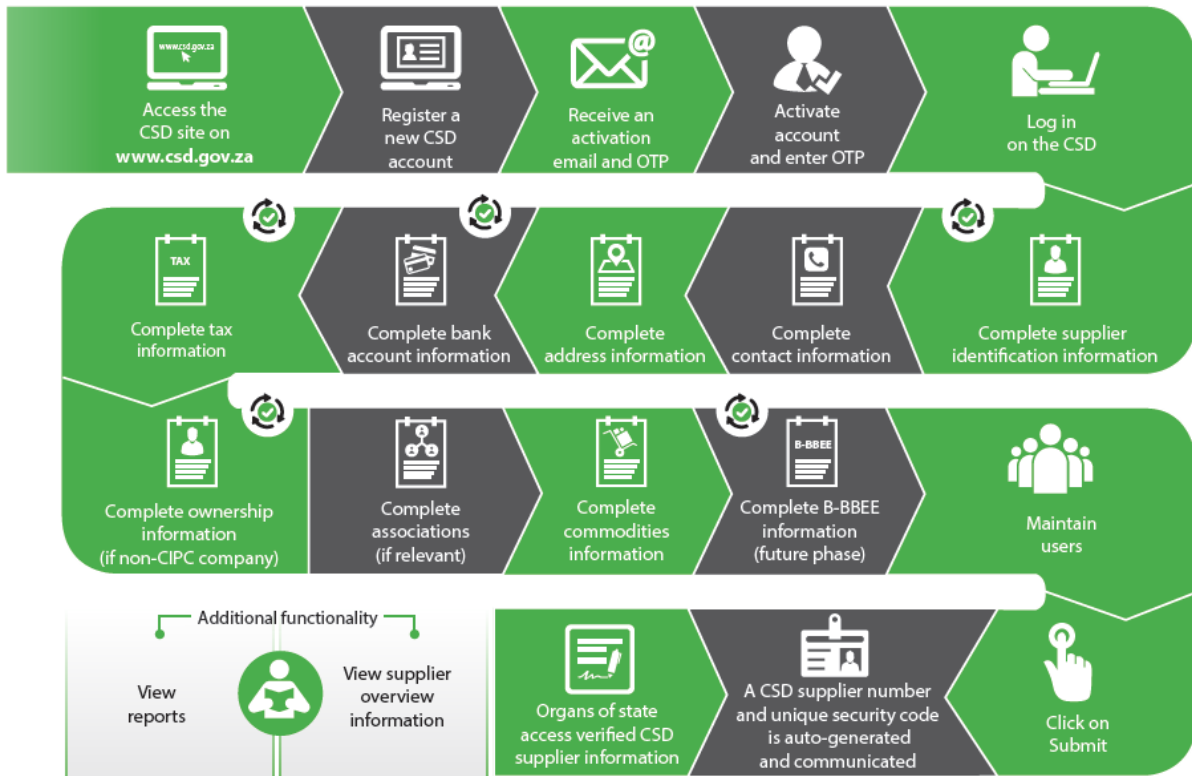 www.csd.gov.za
Access the
CSD site on
www.csd.gov.za
Register a
new CSD
account
@
Receive an
activation
email and OTP
Activate
account
and enter OTP
Log in
on the CSD
Complete supplier
identification information
Complete
contact information
Complete
address information
Complete bank
account information
TAX
Complete tax
information
Complete ownership
information
(if non-CIPC company)
Complete
associations
(if relevant)
Complete
commodities
information
B-BBEE
Complete B-BBEE
information
(future phase)
Maintain
users
Click on
Submit
A CSD supplier number
and unique security code
is auto-generated
and communicated
Organs of state
access verified CSD
supplier information
Additional functionality
View
reports
View supplier
overview
information